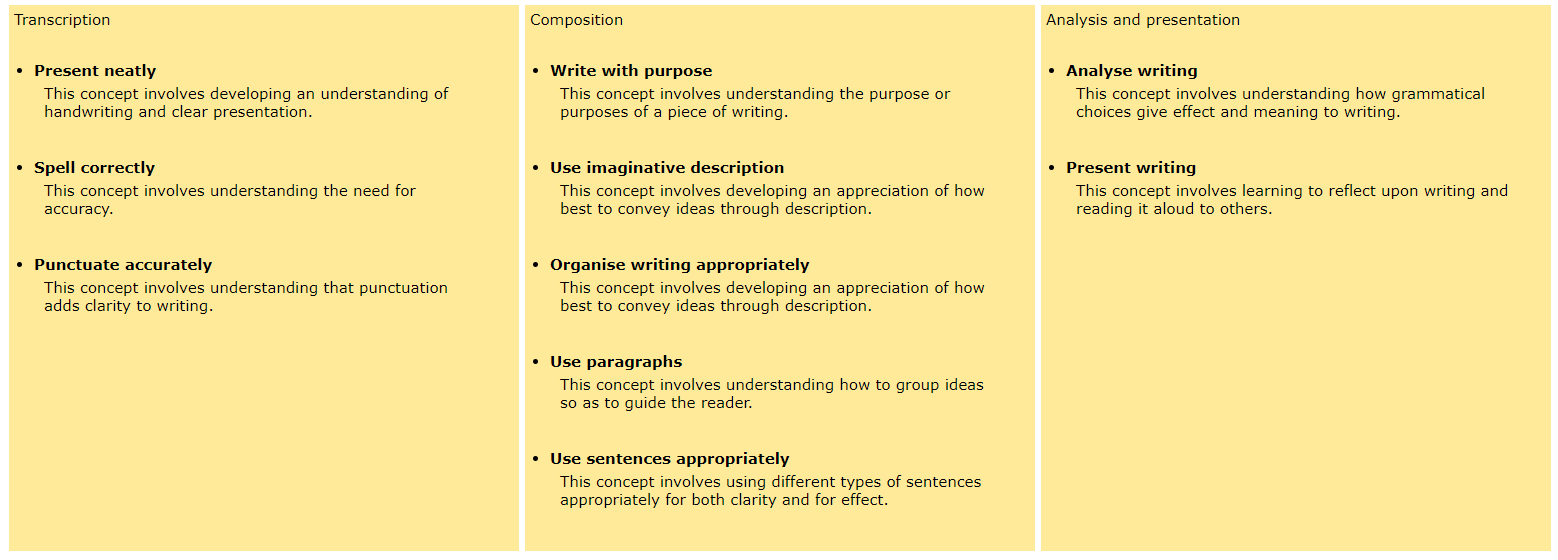 Transcription
• Present neatly
This concept involves developing an understanding of
handwriting and clear presentation.
• Spell correctly
This concept involves understanding the need for
accuracy.
• Punctuate accurately
This concept involves understanding that punctuation
adds clarity to writing.
Composition
• Write with purpose
This concept involves understanding the purpose or
purposes of a piece of writing.
• Use imaginative description
This concept involves developing an appreciation of how
best to convey ideas through description.
• Organise writing appropriately
This concept involves developing an appreciation of how
best to convey ideas through description.
• Use paragraphs
This concept involves understanding how to group ideas
so as to guide the reader.
• Use sentences appropriately
This concept involves using different types of sentences
appropriately for both clarity and for effect.
Analysis and presentation
• Analyse writing
This concept involves understanding how grammatical
choices give effect and meaning to writing.
• Present writing
This concept involves learning to reflect upon writing and
reading it aloud to others.